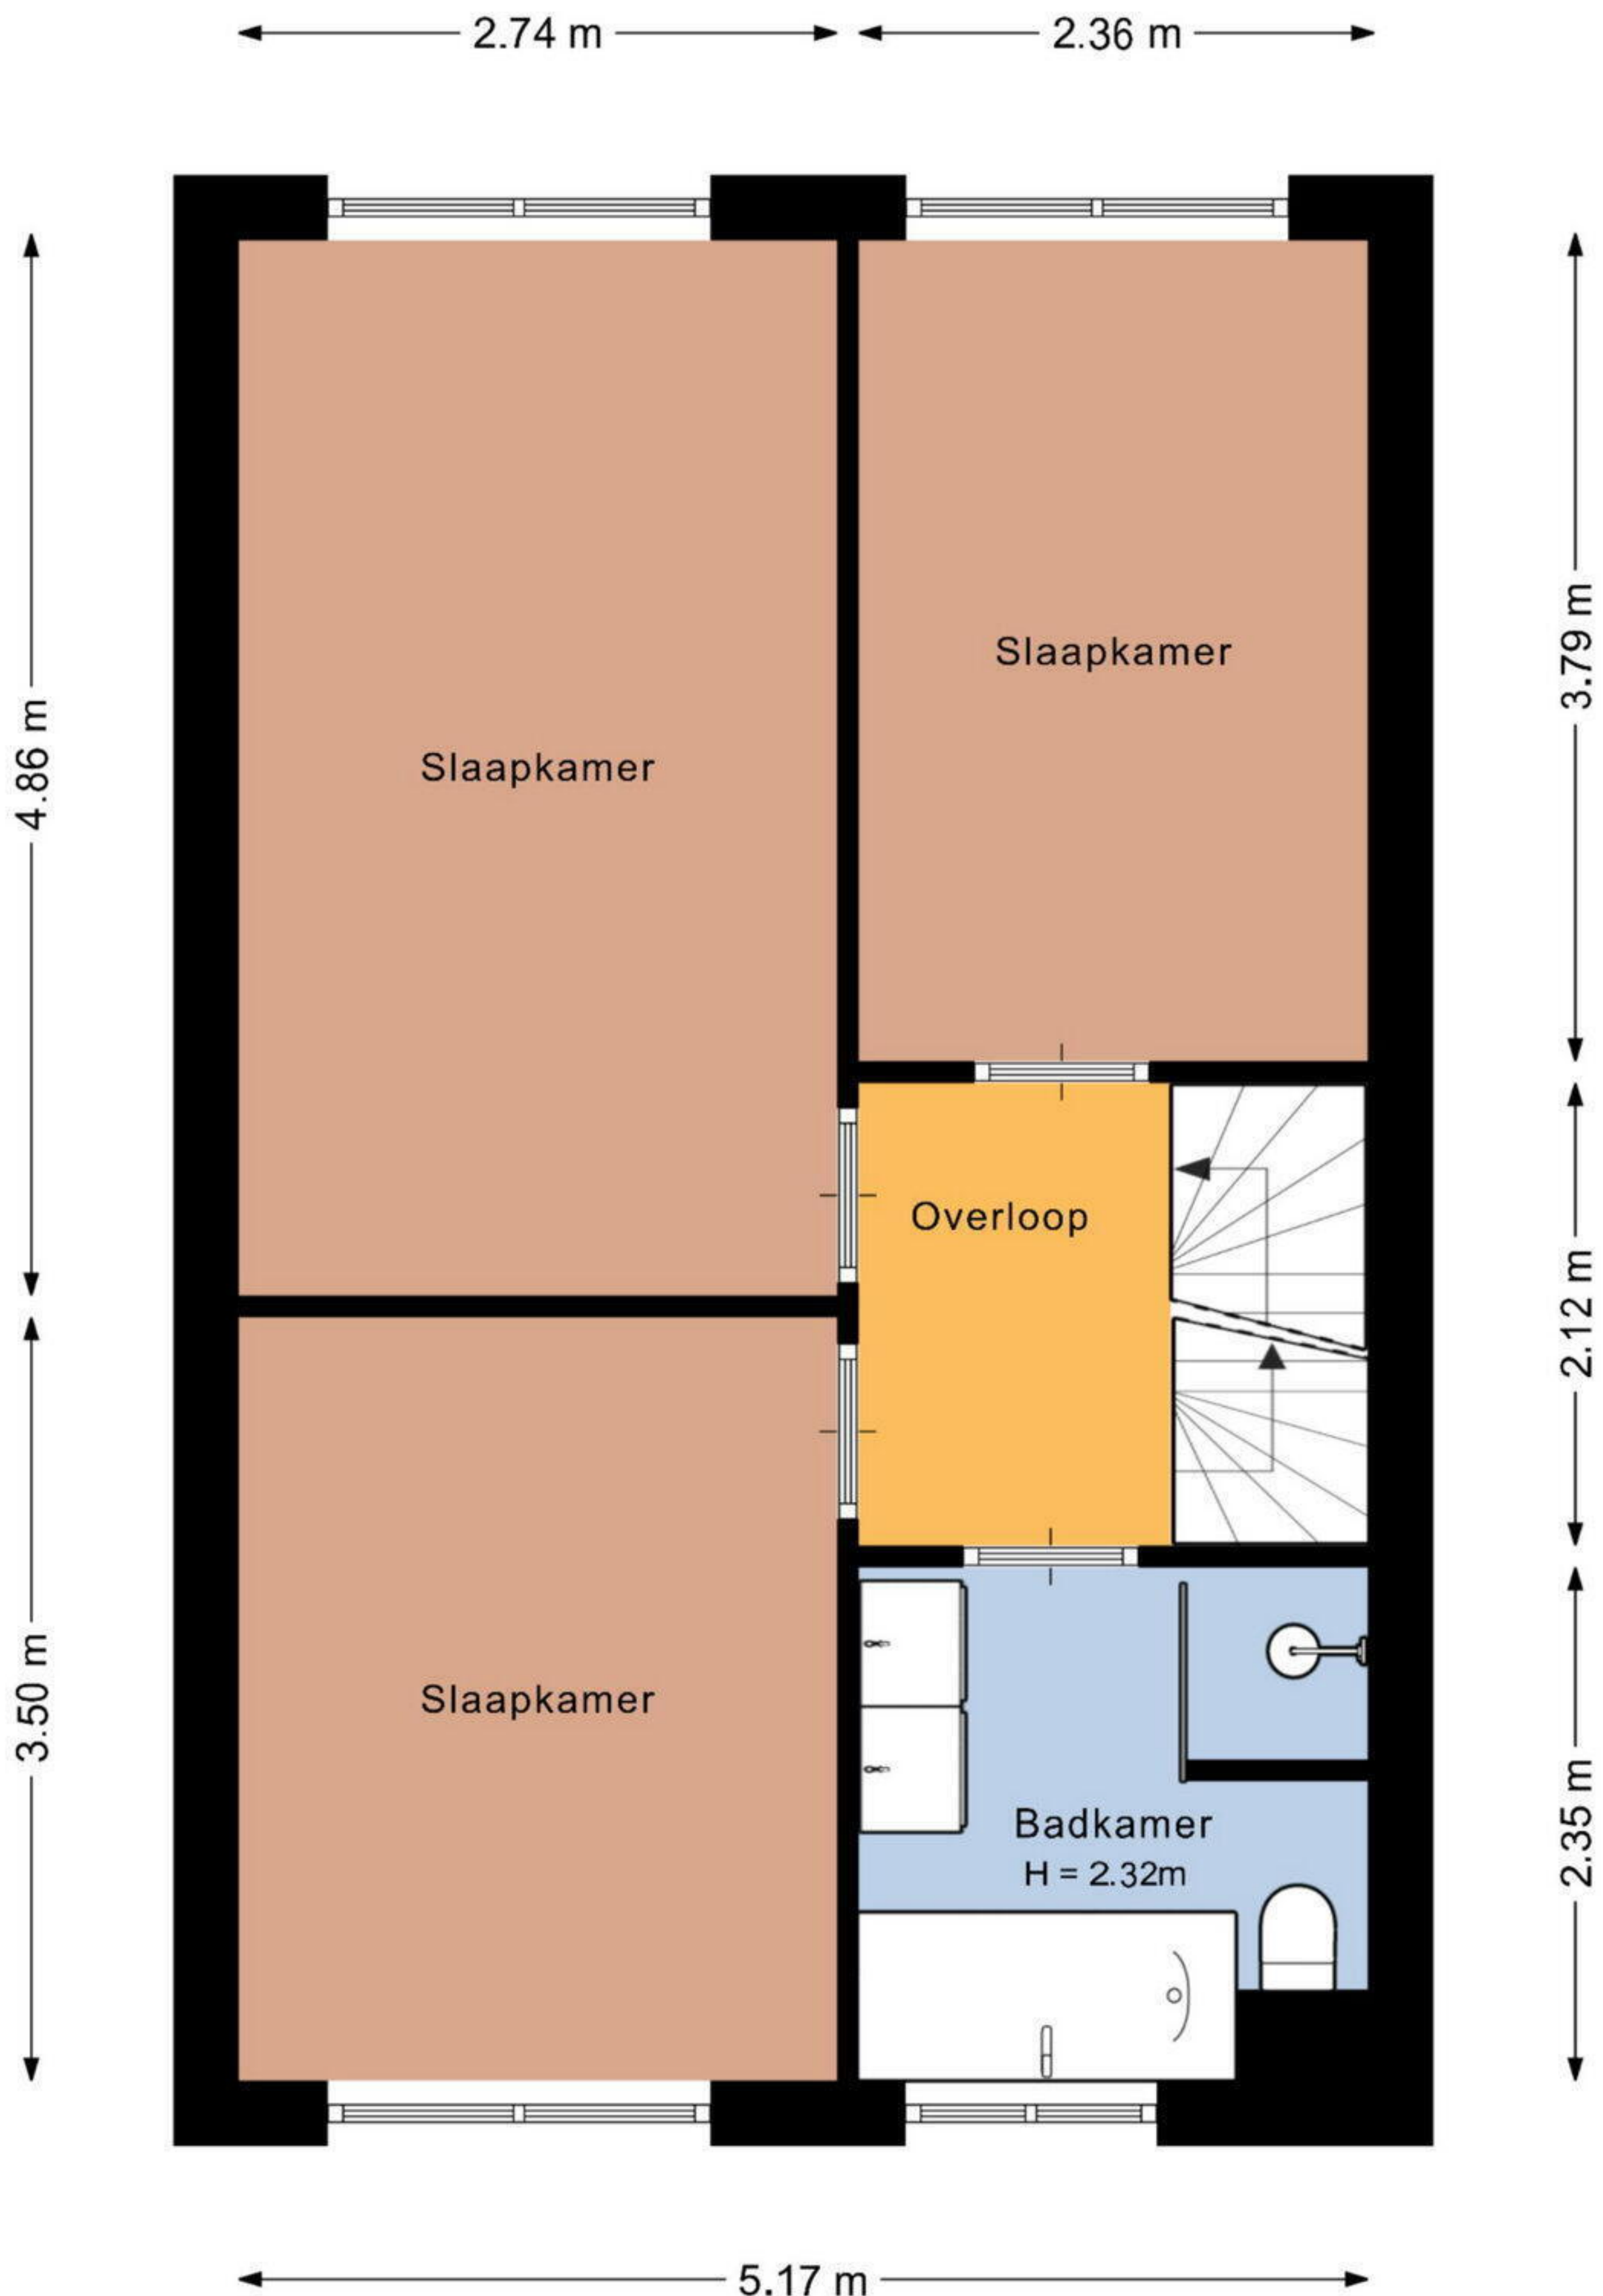 2.74 m
2.36 m
4.86 m
3.79 m
Slaapkamer
Slaapkamer
Overloop
2.12 m
3.50 m
Slaapkamer
Badkamer
H = 2.32m
2.35 m
5.17 m